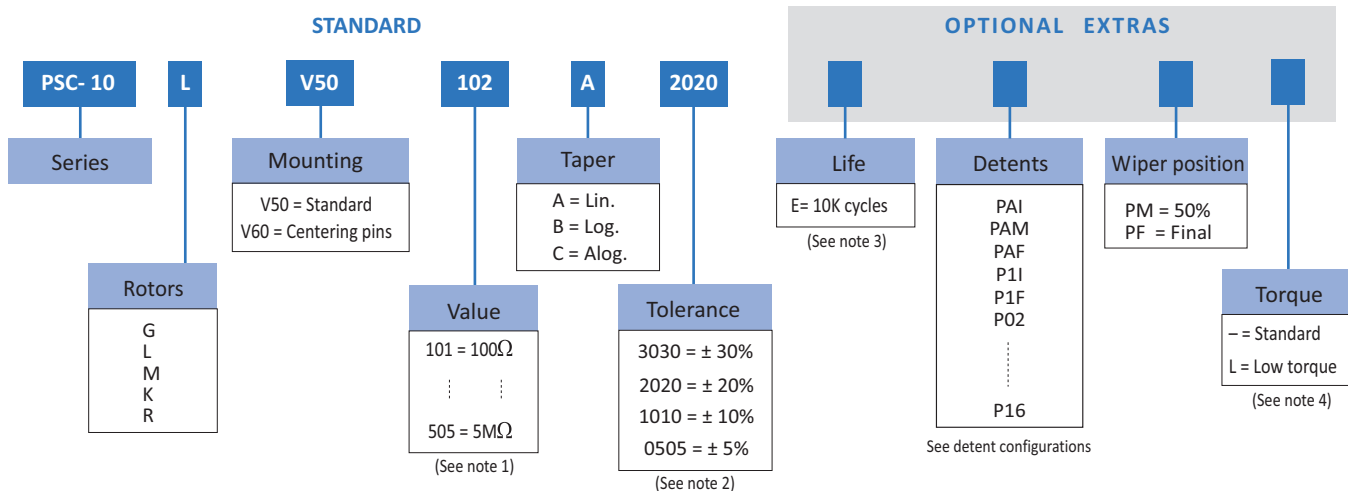 STANDARD
OPTIONAL EXTRAS
PSC- 10
L
V50
102
A
2020
Series
Mounting
V50 = Standard
V60 = Centering pins
Taper
A = Lin.
B = Log.
C = Alog.
Life
E= 10K cycles
(See note 3)
Detents
PAI
PAM
PAF
P1I
P1F
P02
P16
See detent configurations
Wiper position
PM = 50%
PF = Final
Rotors
G
L
M
K
R
Value
101 = 100Ω
505 = 5MΩ
(See note 1)
Tolerance
3030 = ± 30%
2020 = ± 20%
1010 = ± 10%
0505 = ± 5%
(See note 2)
Torque
– = Standard
L = Low torque
(See note 4)